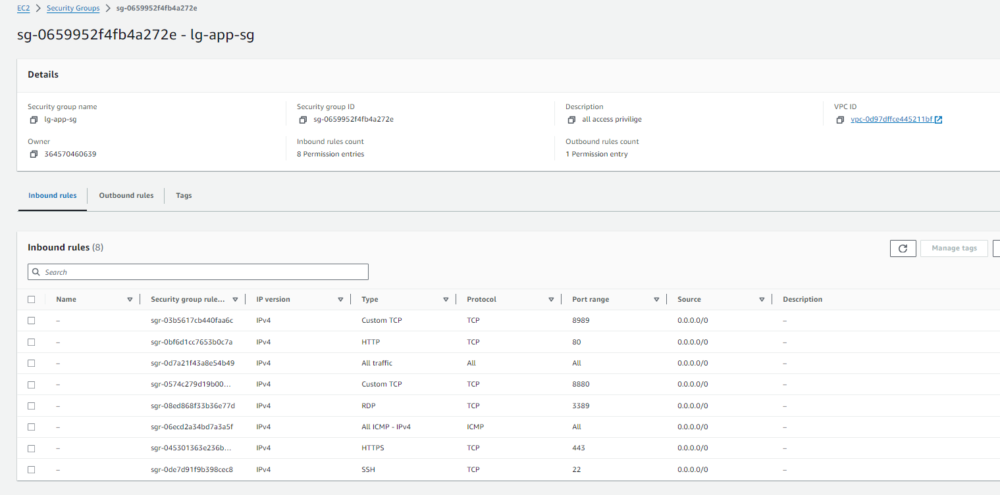 EC2 > Security Groups > sg-0659952f4fb4a272e
sg-0659952f4fb4a272e - lg-app-sg
Details
Security group name Security group ID Description VPC ID
lg-app-sg sg-0659952f4fb4a272e all access privilige vpc-0d97dffce445211bf
Owner Inbound rules count Outbound rules count
364570460639 8 Permission entries 1 Permission entry
Inbound rules Outbound rules Tags
Inbound rules (8)
Manage tags
Search
Name Security group rule... IP version Type Protocol Port range Source Description
– sgr-03b5617cb440faa6c IPv4 Custom TCP TCP 8989 0.0.0.0/0 –
– sgr-0bf6d1cc7653b0c7a IPv4 HTTP TCP 80 0.0.0.0/0 –
– sgr-0d7a21f43a8e54b49 IPv4 All traffic All All 0.0.0.0/0 –
– sgr-0574c279d19b00... IPv4 Custom TCP TCP 8880 0.0.0.0/0 –
– sgr-08ed868f33b36e77d IPv4 RDP TCP 3389 0.0.0.0/0 –
– sgr-06ecd2a34bd7a3a5f IPv4 All ICMP - IPv4 ICMP All 0.0.0.0/0 –
– sgr-045301363e236b... IPv4 HTTPS TCP 443 0.0.0.0/0 –
– sgr-0de7d91f9b398cec8 IPv4 SSH TCP 22 0.0.0.0/0 –